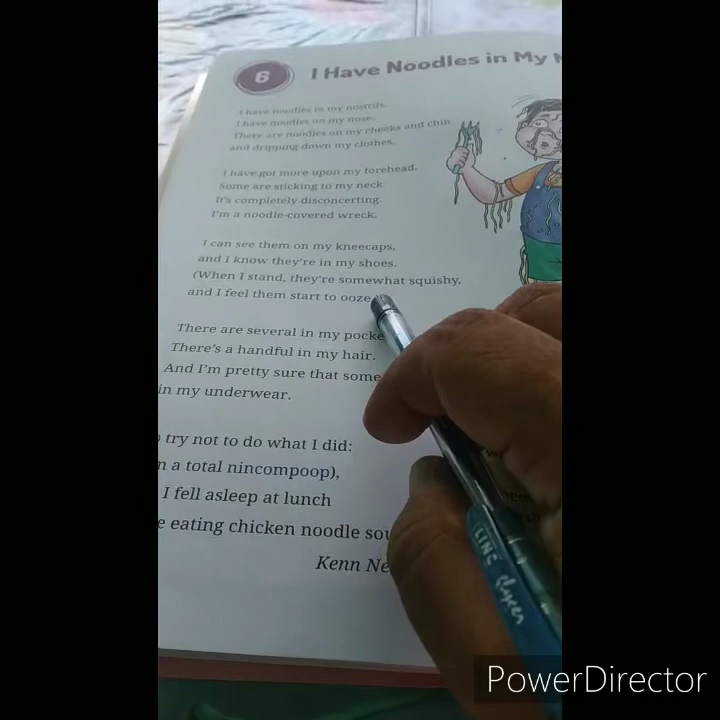 6
I Have Noodles in My
I have noodles in my nostrils.
I have noodles on my nose.
There are noodles on my cheeks and chin
and dripping down my clothes.
I have got more upon my forehead.
Some are sticking to my neck
It's completely disconcerting.
I'm a noodle-covered wreck.
I can see them on my kneecaps,
and I know they're in my shoes.
(When I stand, they're somewhat squishy,
and I feel them start to ooze
There are several in my pocke
There's a handful in my hair.
And I'm pretty sure that some
in my underwear.
try not to do what I did:
a total nincompoop),
I fell asleep at lunch
eating chicken noodle sou
Kenn Ne
PowerDirector